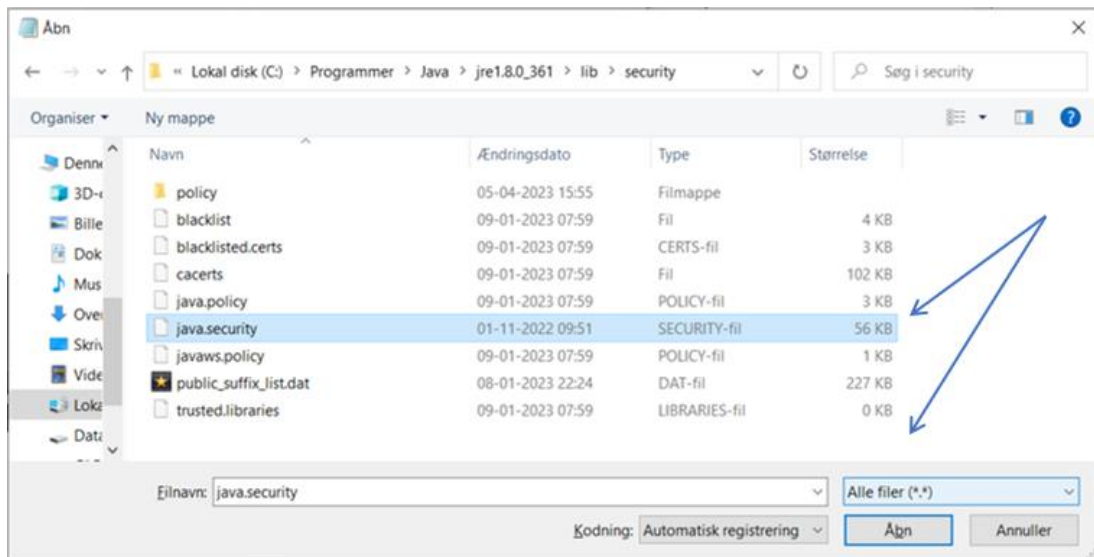 Åbn
« Lokal disk (C:) > Programmer > Java > jre1.8.0_361 > lib > security
Søg i security
Organiser
Ny mappe
Navn Ændringsdato Type Størrelse
policy 05-04-2023 15:55 Filmappe
blacklist 09-01-2023 07:59 Fil 4 KB
blacklisted.certs 09-01-2023 07:59 CERTS-fil 3 KB
cacerts 09-01-2023 07:59 Fil 102 KB
java.policy 09-01-2023 07:59 POLICY-fil 3 KB
java.security 01-11-2022 09:51 SECURITY-fil 56 KB
javaws.policy 09-01-2023 07:59 POLICY-fil 1 KB
public_suffix_list.dat 08-01-2023 22:24 DAT-fil 227 KB
trusted.libraries 09-01-2023 07:59 LIBRARIES-fil 0 KB
Denn
3D-
Bille
Dok
Mus
Over
Skriv
Vide
Loka
Data
Filnavn: java.security
Alle filer (*.*)
Kodning: Automatisk registrering
Åbn
Annuller